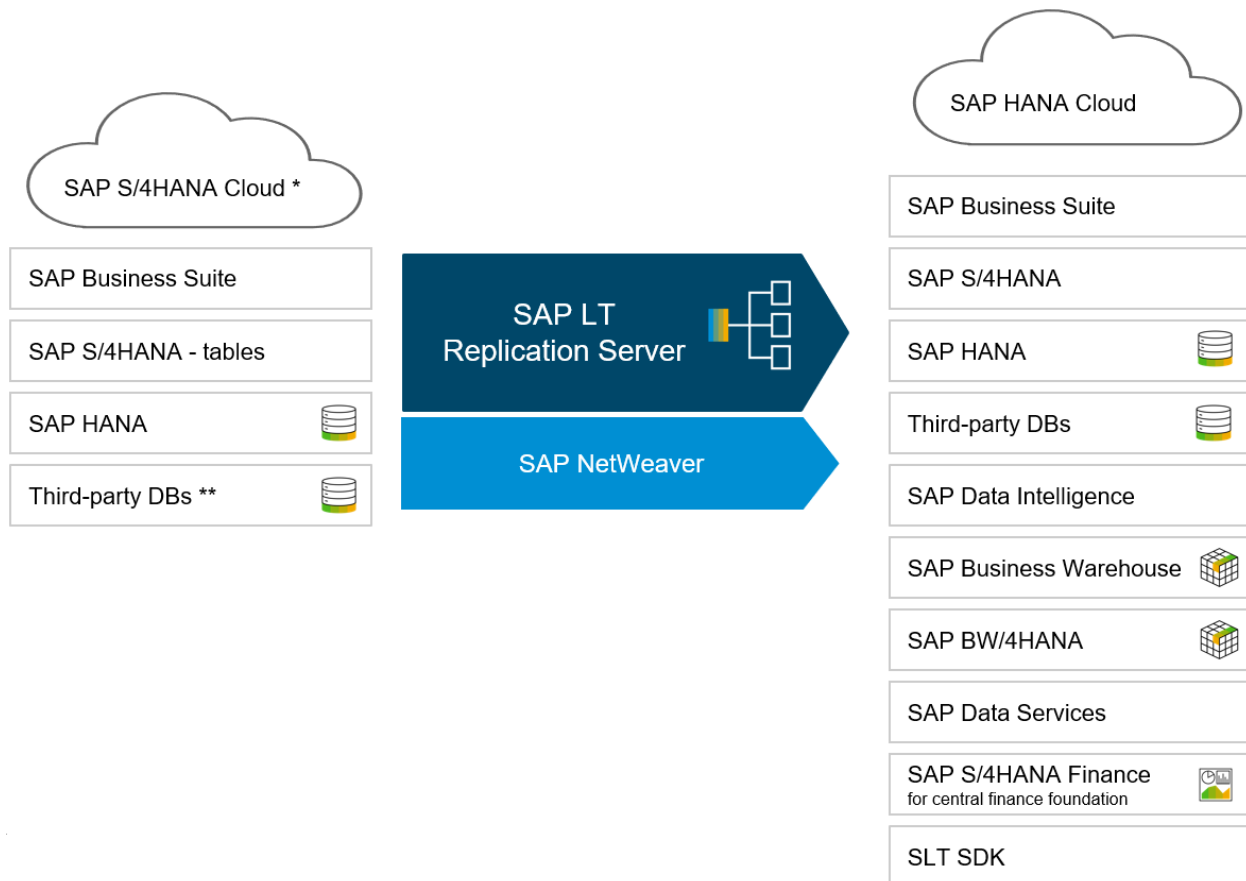 SAP S/4HANA Cloud *
SAP Business Suite
SAP S/4HANA - tables
SAP HANA
Third-party DBs **
SAP LT
Replication Server
SAP NetWeaver
SAP HANA Cloud
SAP Business Suite
SAP S/4HANA
SAP HANA
Third-party DBs
SAP Data Intelligence
SAP Business Warehouse
SAP BW/4HANA
SAP Data Services
SAP S/4HANA Finance
for central finance foundation
SLT SDK